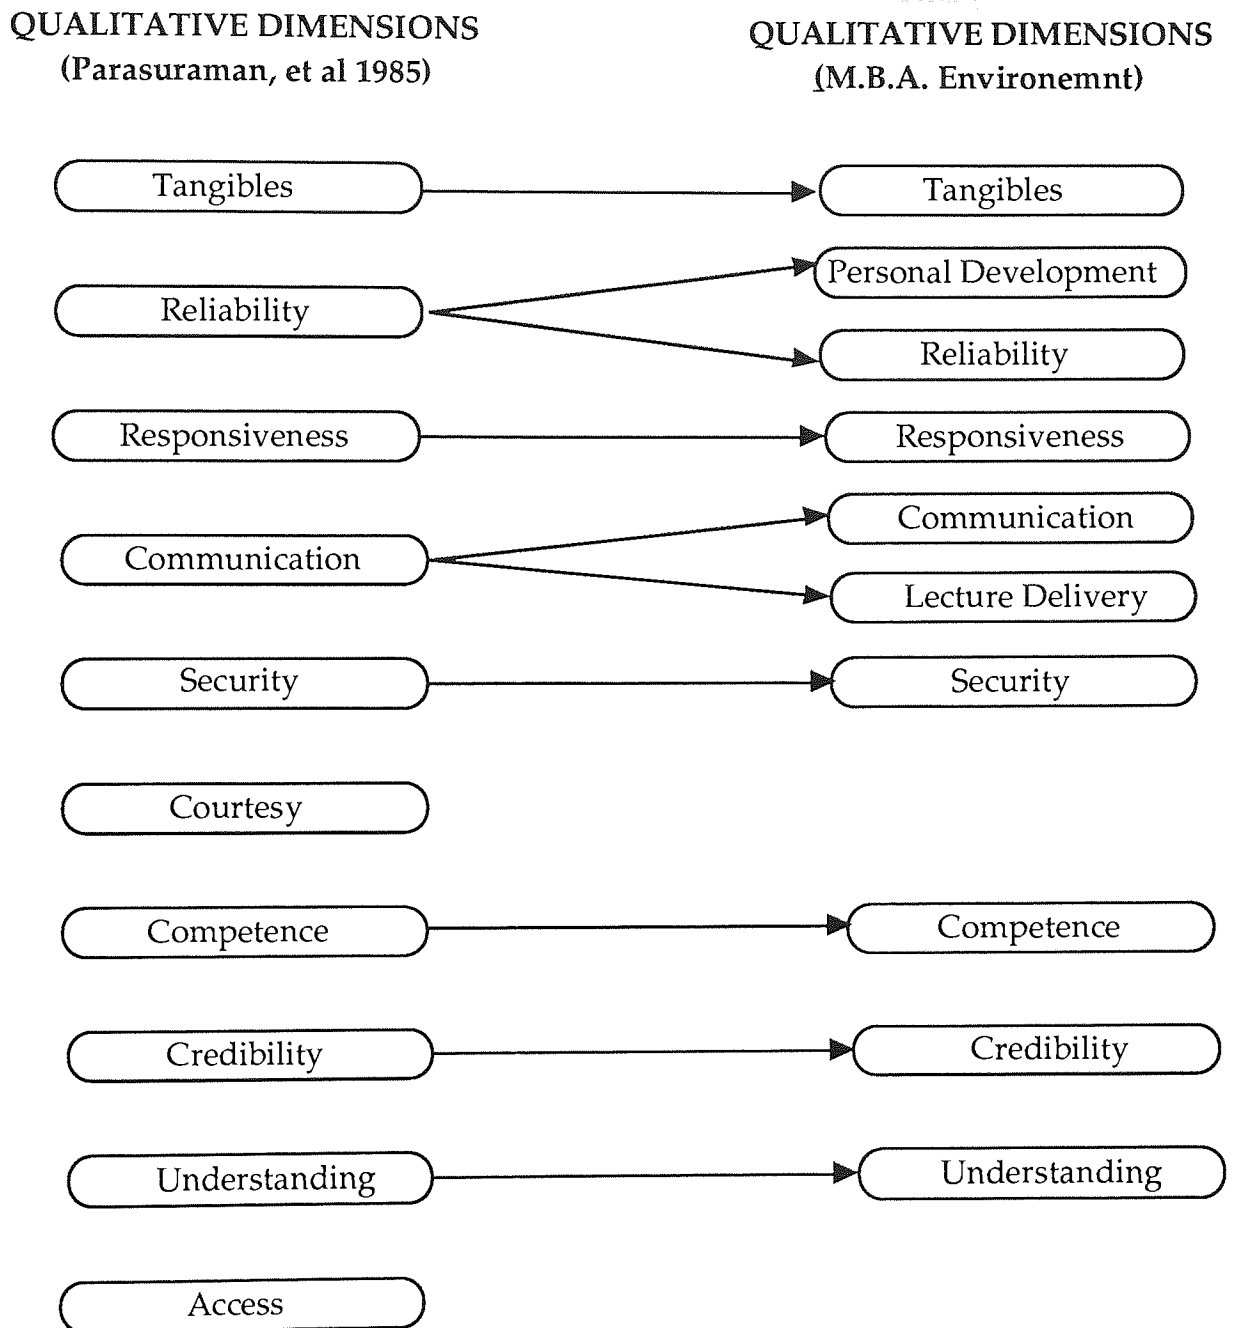 QUALITATIVE DIMENSIONS
(Parasuraman, et al 1985)
QUALITATIVE DIMENSIONS
(M.B.A. Environemnt)
Tangibles
Tangibles
Reliability
Personal Development
Reliability
Responsiveness
Responsiveness
Communication
Communication
Lecture Delivery
Security
Security
Courtesy
Competence
Competence
Credibility
Credibility
Understanding
Understanding
Access